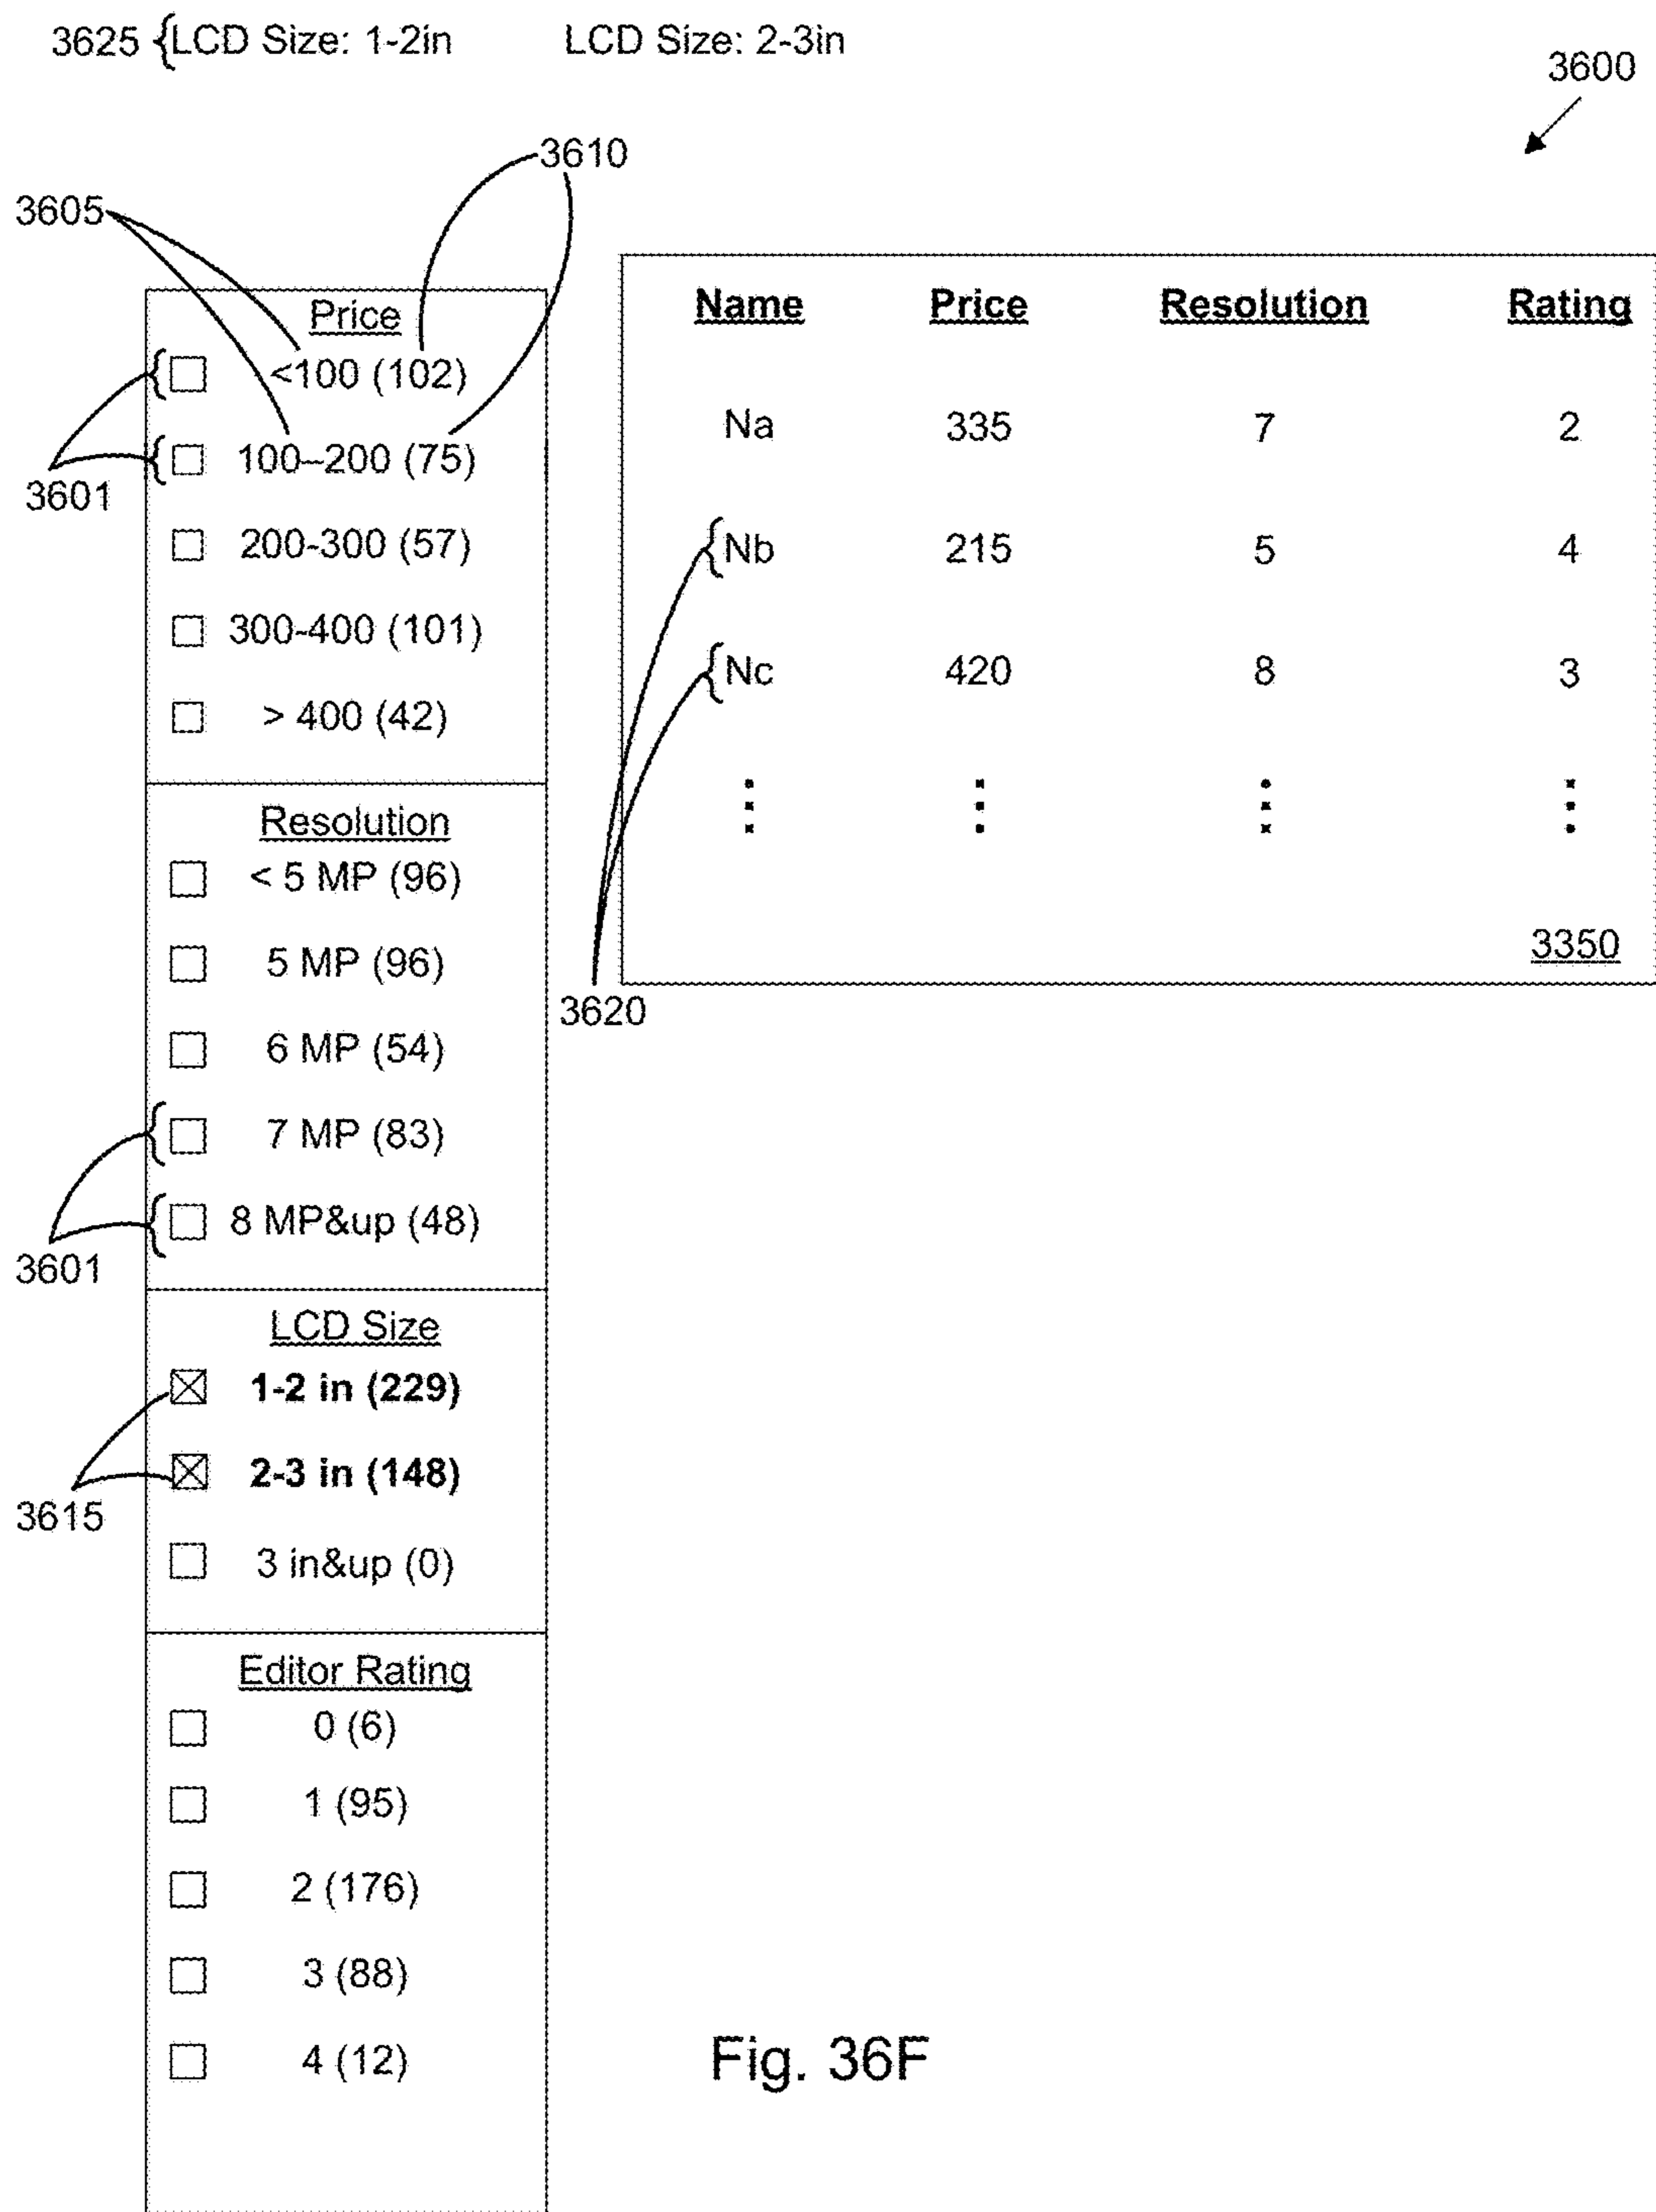 3625 {LCD Size: 1-2in LCD Size: 2-3in
3600
3610
3605
Price
<100 (102)
100–200 (75)
3601
200-300 (57)
300-400 (101)
> 400 (42)
Resolution
< 5 MP (96)
5 MP (96)
6 MP (54)
7 MP (83)
8 MP&up (48)
3601
LCD Size
1-2 in (229)
2-3 in (148)
3615
3 in&up (0)
Editor Rating
0 (6)
1 (95)
2 (176)
3 (88)
4 (12)
Name Price Resolution Rating
Na 335 7 2
Nb 215 5 4
Nc 420 8 3
3350
3620
Fig. 36F